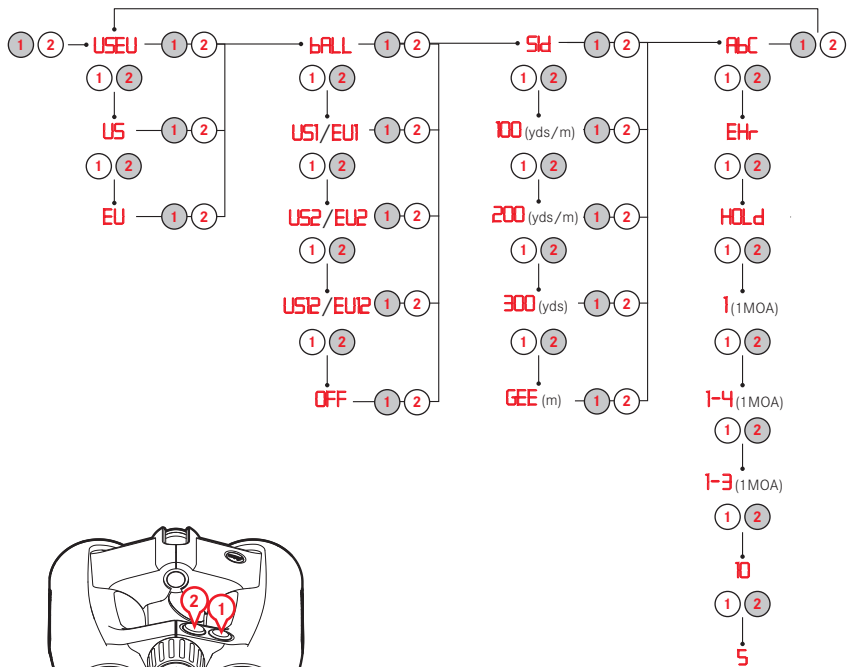 1 2 USEU 1 2 bALL 1 2 SId 1 2 AbC 1 2
1 2 1 2 1 2 1 2
US 1 2 US1/EU1 1 2 100 (yds/m) 1 2 EHr
1 2 1 2 1 2 1 2
EU 1 2 US2/EU2 1 2 200 (yds/m) 1 2 HOLd
1 2 1 2 1 2
US12/EU12 1 2 300 (yds) 1 2 1 (1MOA)
1 2 1 2 1 2
OFF 1 2 GEE (m) 1 2 1-4 (1MOA)
1 2
1-3 (1MOA)
1 2
10
2 1 1 2
5